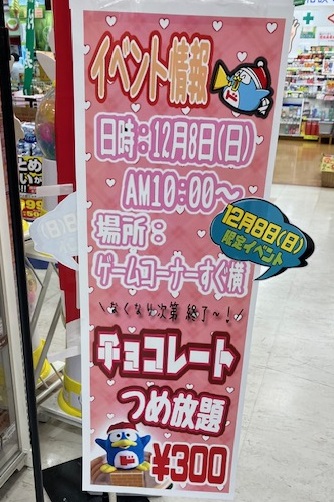 イベント情報
日時:12月8日(日)
AM10:00～
場所:
ゲームコーナーすぐ横
12月8日(日)
限定イベント
\なくなり次第 終了～!/
チョコレート
つめ放題
¥300